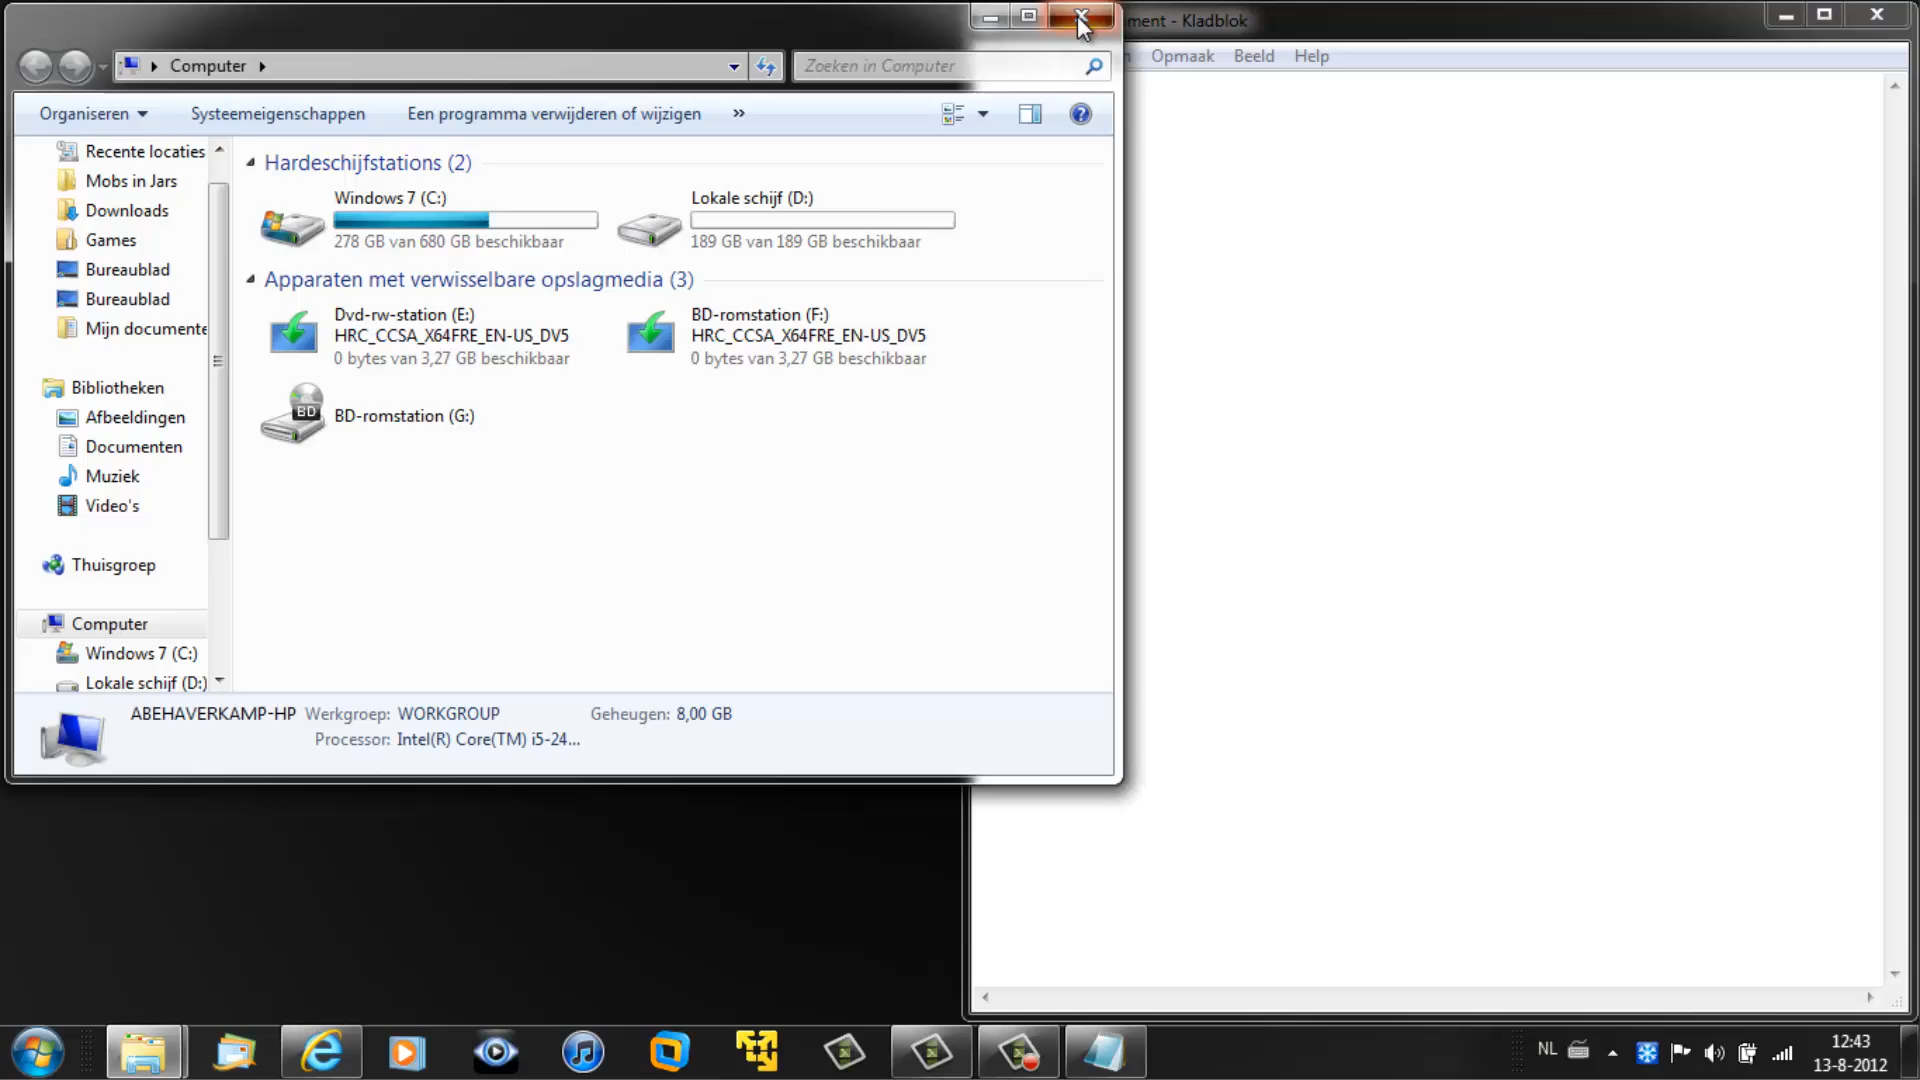 ment - Kladblok
Computer
Zoeken in Computer
Opmaak Beeld Help
Organiseren Systeemeigenschappen Een programma verwijderen of wijzigen »
Recente locaties
Mobs in Jars
Downloads
Games
Bureaublad
Bureaublad
Mijn documente
Bibliotheken
Afbeeldingen
Documenten
Muziek
Video's
Thuisgroep
Computer
Windows 7 (C:)
Lokale schijf (D:)
Hardeschijfstations (2)
Windows 7 (C:)
278 GB van 680 GB beschikbaar
Lokale schijf (D:)
189 GB van 189 GB beschikbaar
Apparaten met verwisselbare opslagmedia (3)
Dvd-rw-station (E:)
HRC_CCSA_X64FRE_EN-US_DV5
0 bytes van 3,27 GB beschikbaar
BD-romstation (F:)
HRC_CCSA_X64FRE_EN-US_DV5
0 bytes van 3,27 GB beschikbaar
BD
BD-romstation (G:)
ABEHAVERKAMP-HP Werkgroep: WORKGROUP Geheugen: 8,00 GB
Processor: Intel(R) Core(TM) i5-24...
NL
12:43
13-8-2012